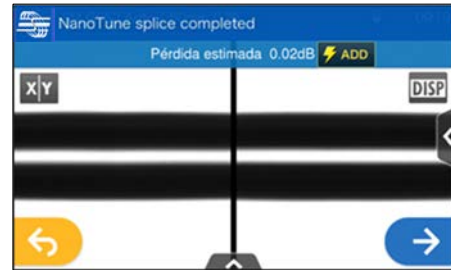 NanoTune splice completed
Pérdida estimada 0.02dB ADD
X|Y DISP